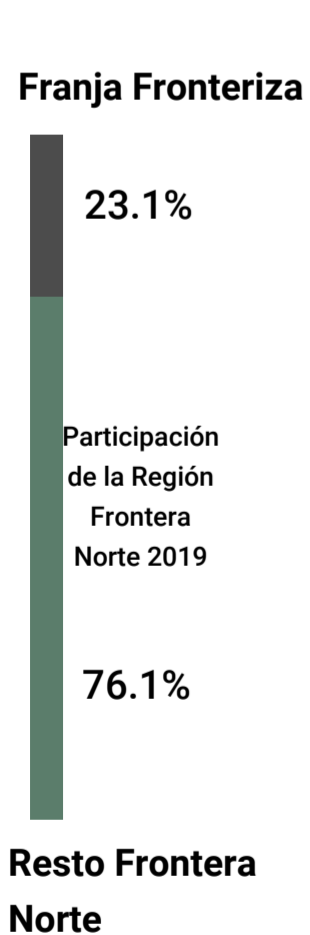 Franja Fronteriza
23.1%
Participación
de la Región
Frontera
Norte 2019
76.1%
Resto Frontera
Norte